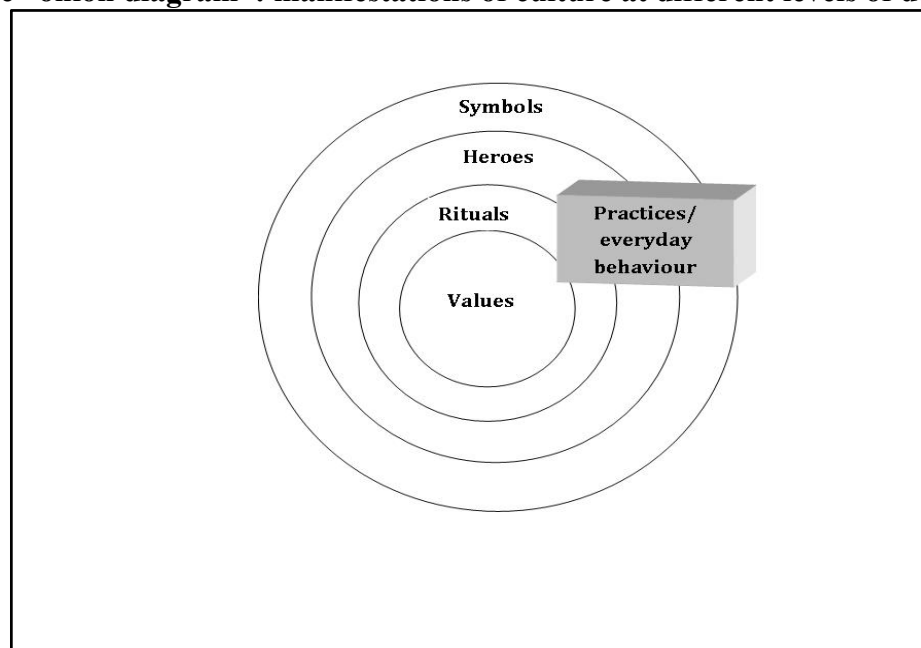 "onion diagram": manifestations of culture at different levels of
Symbols
Heroes
Rituals
Practices/
everyday
behaviour
Values